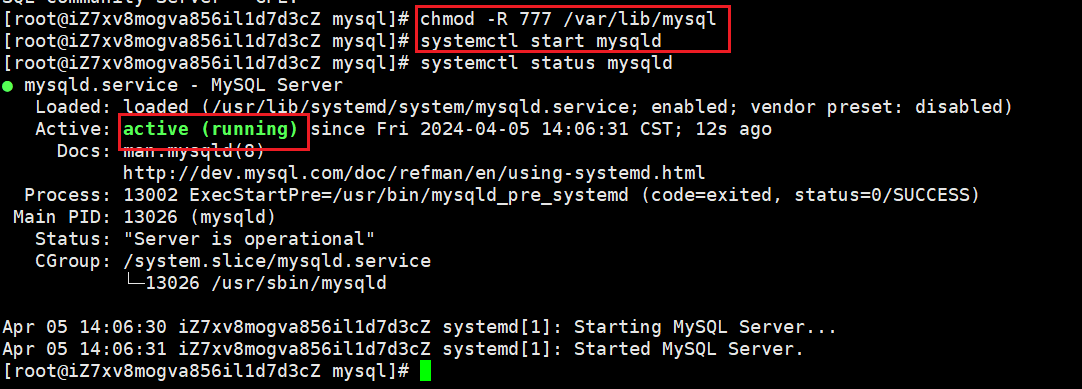 [root@iZ7xv8mogva856il1d7d3cZ mysql]# chmod -R 777 /var/lib/mysql
[root@iZ7xv8mogva856il1d7d3cZ mysql]# systemctl start mysqld
[root@iZ7xv8mogva856il1d7d3cZ mysql]# systemctl status mysqld
● mysqld.service - MySQL Server
Loaded: loaded (/usr/lib/systemd/system/mysqld.service; enabled; vendor preset: disabled)
Active: active (running) since Fri 2024-04-05 14:06:31 CST; 12s ago
Docs: man:mysqld(8)
http://dev.mysql.com/doc/refman/en/using-systemd.html
Process: 13002 ExecStartPre=/usr/bin/mysqld_pre_systemd (code=exited, status=0/SUCCESS)
Main PID: 13026 (mysqld)
Status: "Server is operational"
CGroup: /system.slice/mysqld.service
└─13026 /usr/sbin/mysqld
Apr 05 14:06:30 iZ7xv8mogva856il1d7d3cZ systemd[1]: Starting MySQL Server...
Apr 05 14:06:31 iZ7xv8mogva856il1d7d3cZ systemd[1]: Started MySQL Server.
[root@iZ7xv8mogva856il1d7d3cZ mysql]#